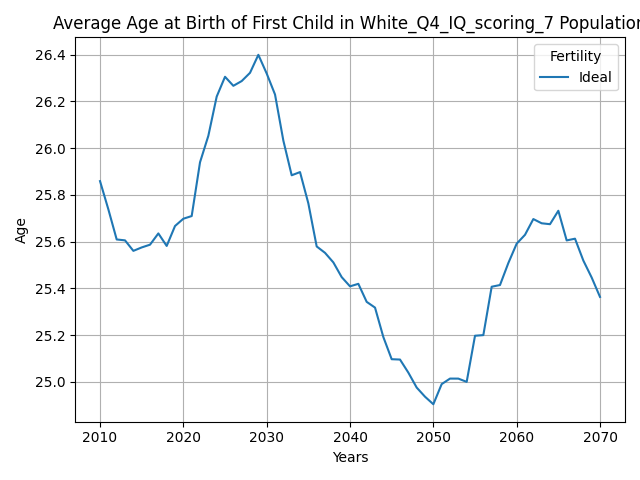 Average Age at Birth of First Child in White_Q4_IQ_scoring_7 Population
26.4
26.2
26.0
25.8
25.6
25.4
25.2
25.0
Age
Fertility
Ideal
2010 2020 2030 2040 2050 2060 2070
Years